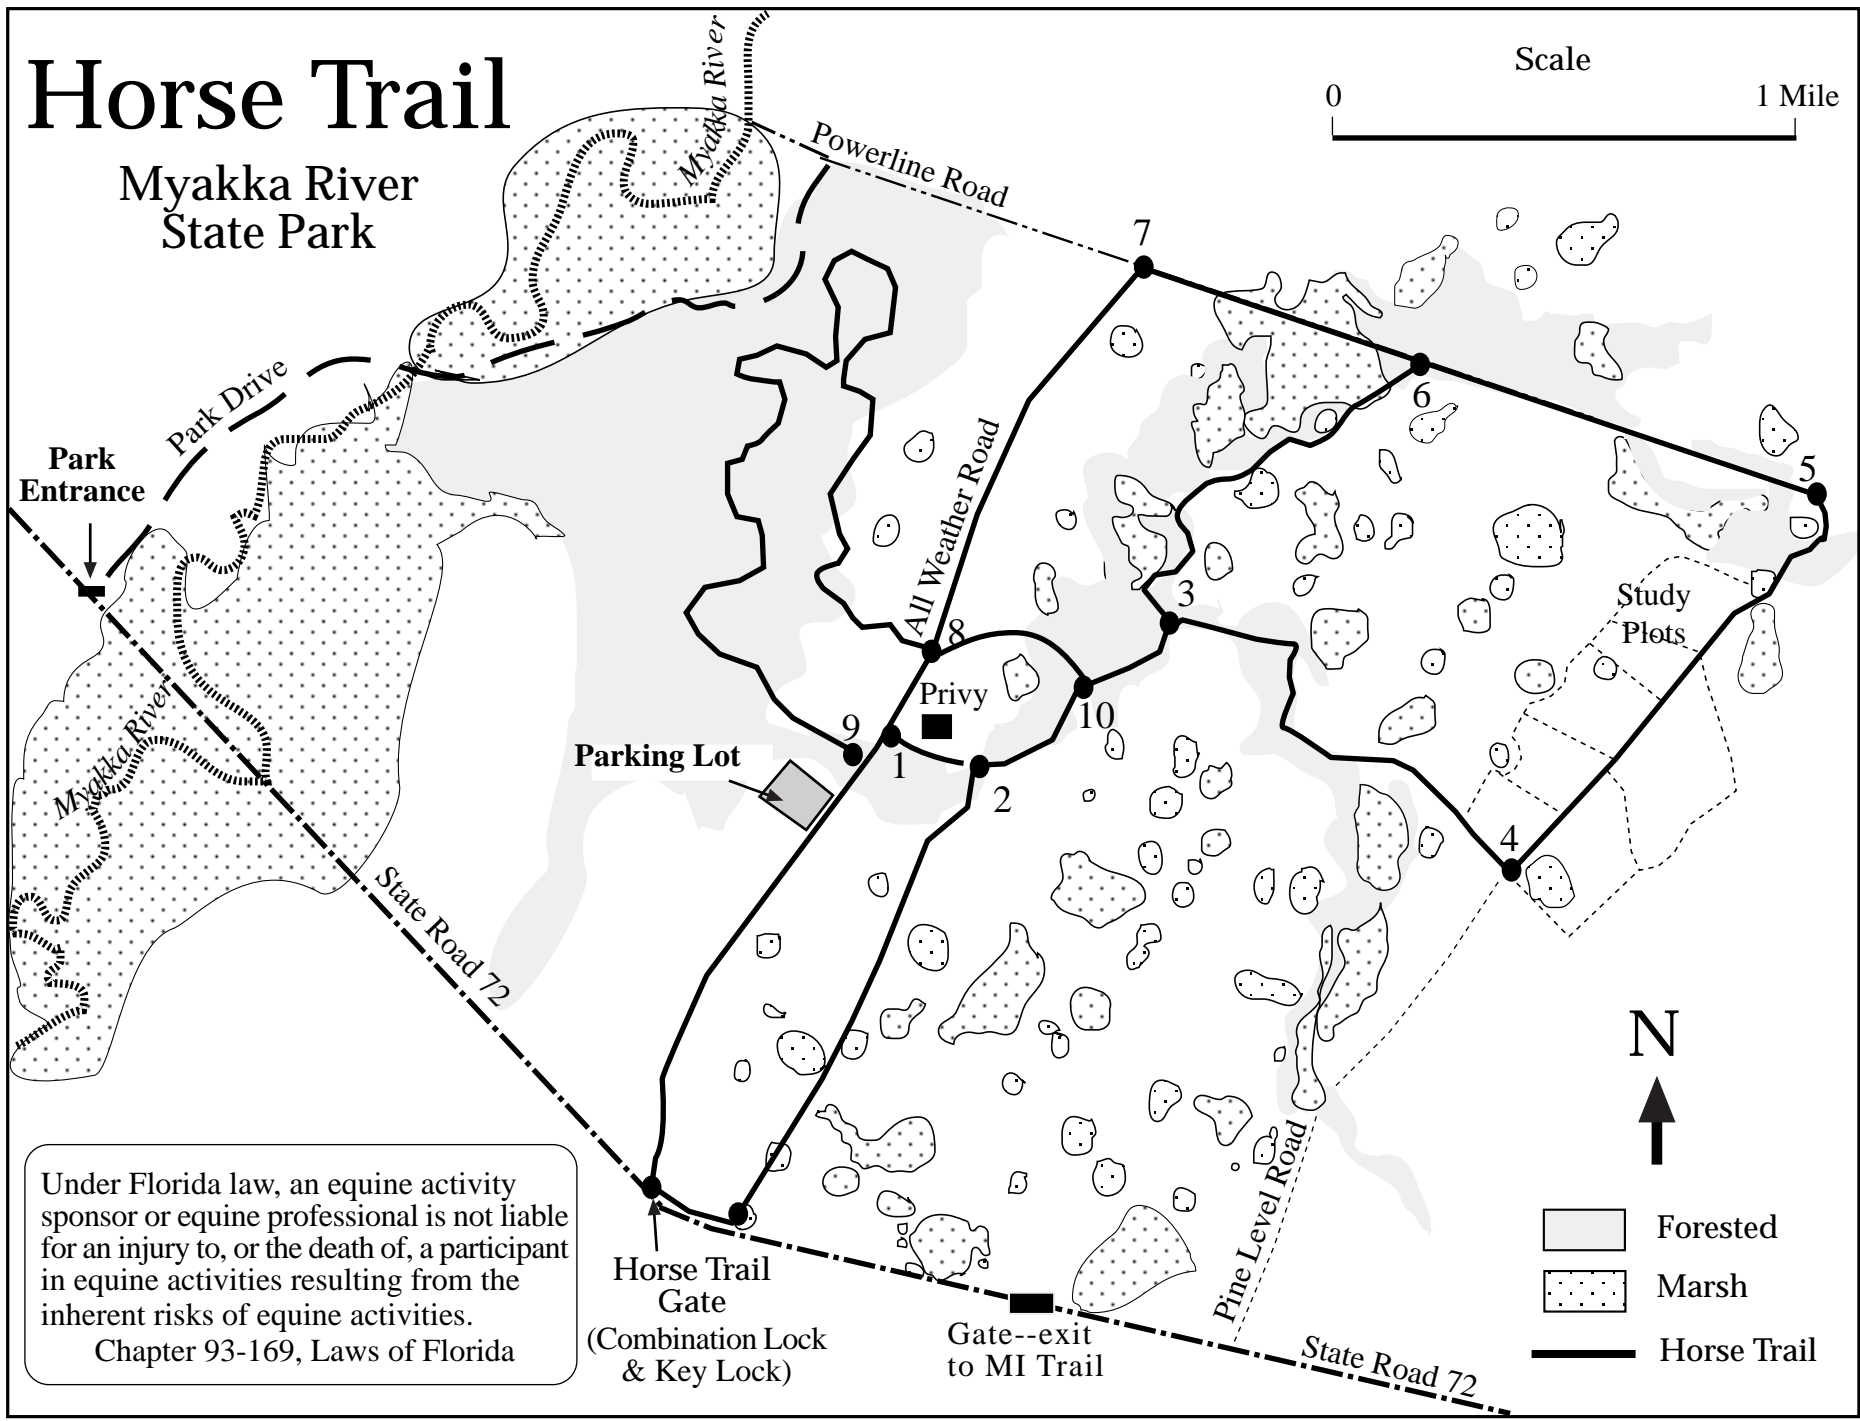 Horse Trail
Myakka River
State Park
Myakka River
Powerline Road
Scale
0
1 Mile
7
Park Drive
Park
Entrance
6
5
All Weather Road
3
Study
Plots
8
Privy
10
9
Parking Lot
1
2
Myakka River
4
State Road 72
N
Under Florida law, an equine activity
sponsor or equine professional is not liable
for an injury to, or the death of, a participant
in equine activities resulting from the
inherent risks of equine activities.
Chapter 93-169, Laws of Florida
Horse Trail
Gate
(Combination Lock
& Key Lock)
Gate--exit
to MI Trail
Pine Level Road
State Road 72
Forested
Marsh
Horse Trail